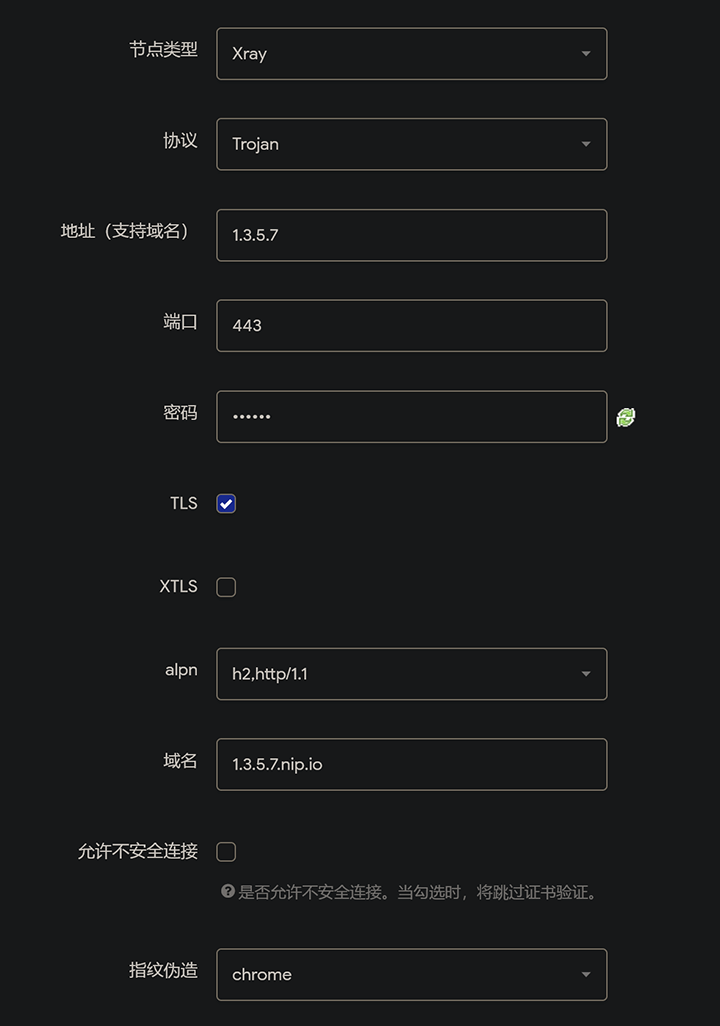 节点类型 Xray
协议 Trojan
地址（支持域名） 1.3.5.7
端口 443
密码 ••••••
TLS
XTLS
alpn h2,http/1.1
域名 1.3.5.7.nip.io
允许不安全连接
是否允许不安全连接。当勾选时，将跳过证书验证。
指纹伪造 chrome